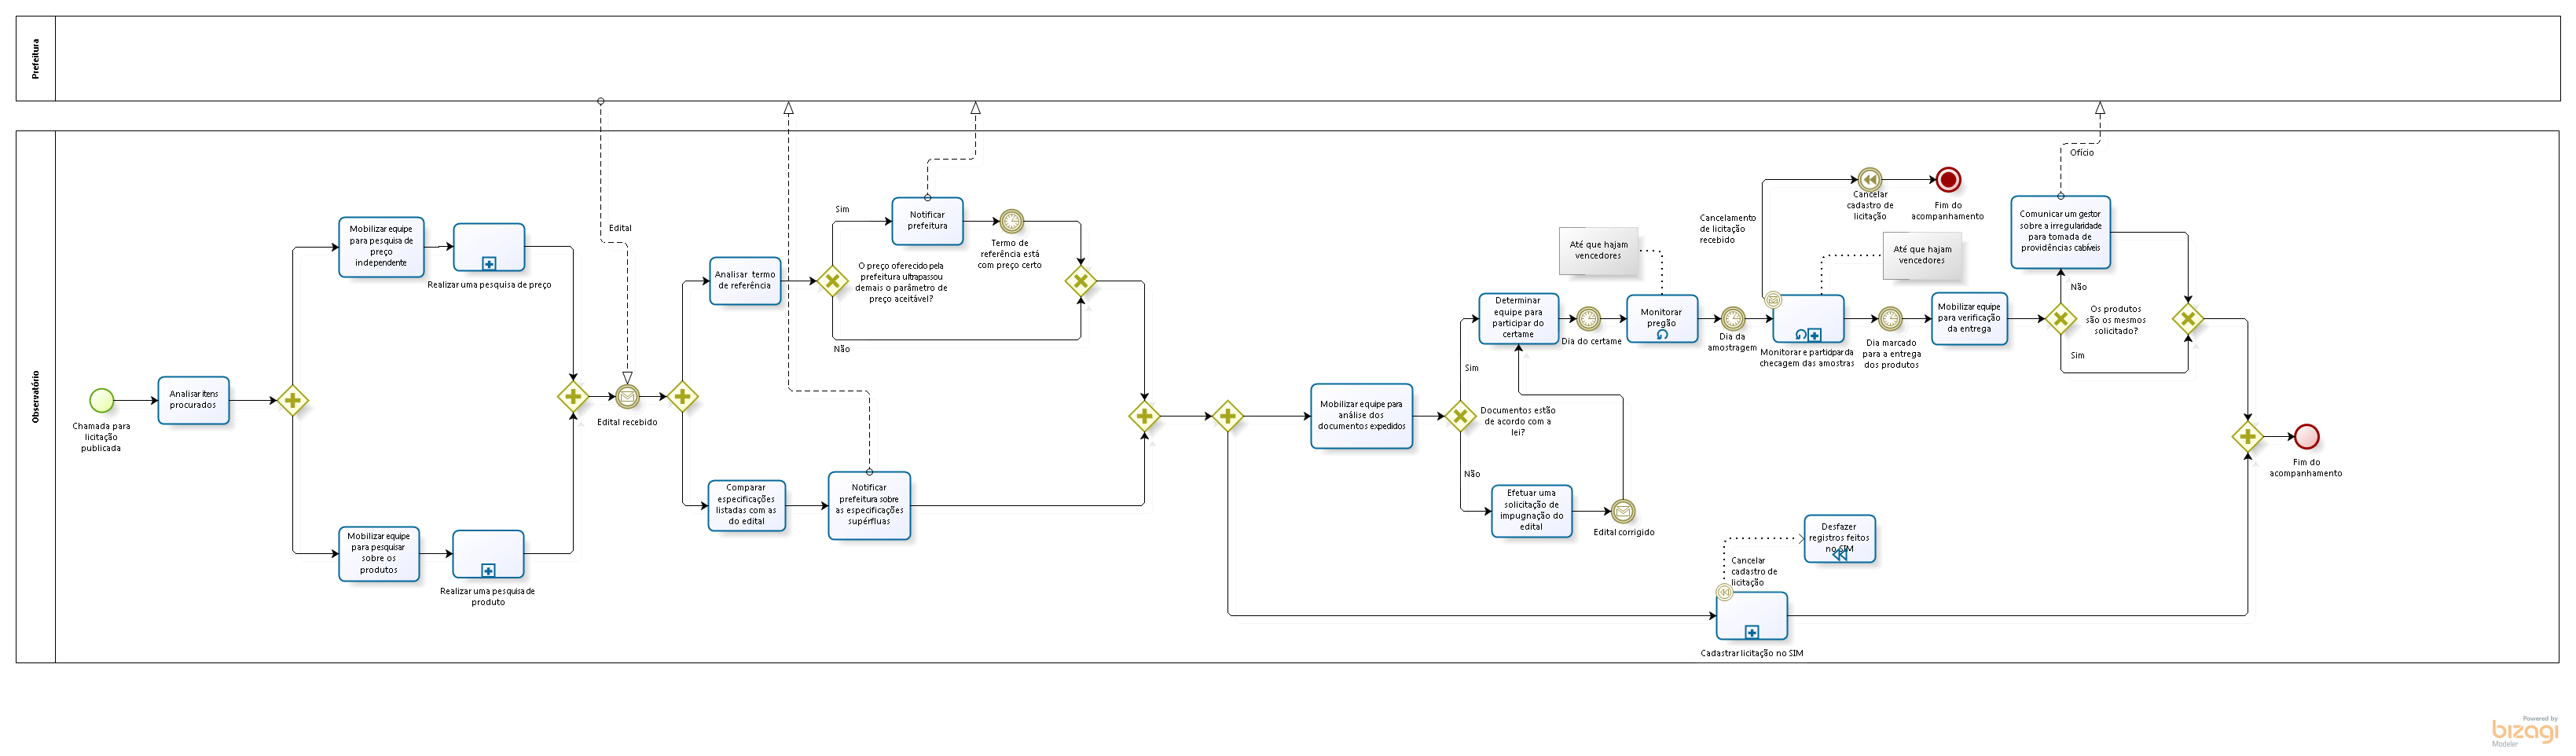 Prefeitura
Observatório
Chamada para
licitação
publicada
Analisar itens
procurados
Mobilizar equipe
para pesquisa de
preço
independente
Realizar uma pesquisa de preço
Mobilizar equipe
para pesquisar
sobre os
produtos
Realizar uma pesquisa de
produto
Edital
Edital recebido
Analisar termo
de referência
Sim
Não
O preço oferecido pela
prefeitura ultrapassou
demais o parâmetro de
preço aceitável?
Notificar
prefeitura
Termo de
referência está
com preço certo
Comparar
especificações
listadas com as
do edital
Notificar
prefeitura sobre
as especificações
supérfluas
Mobilizar equipe para
análise dos
documentos expedidos
Documentos estão
de acordo com a
lei?
Sim
Não
Efetuar uma
solicitação de
impugnação do
edital
Edital corrigido
Determinar
equipe para
participar do
certame
Dia do certame
Até que hajam
vencedores
Monitorar
pregão
Dia da
amostragem
Cancelamento
de licitação
recebido
Cancelar
cadastro de
licitação
Fim do
acompanhamento
Até que hajam
vencedores
Monitorar e participar da
checagem das amostras
Dia marcado
para a entrega
dos produtos
Mobilizar equipe
para verificação
da entrega
Os produtos
são os mesmos
solicitado?
Não
Sim
Comunicar um gestor
sobre a irregularidade
para tomada de
providências cabíveis
Ofício
Cancelar
cadastro de
licitação
Desfazer
registros feitos
no SIM
Cadastrar licitação no SIM
Fim do
acompanhamento
Powered by
bizagi
Modeler